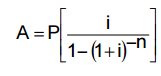 A = P[ i / 1 − (1+i)^−n ]